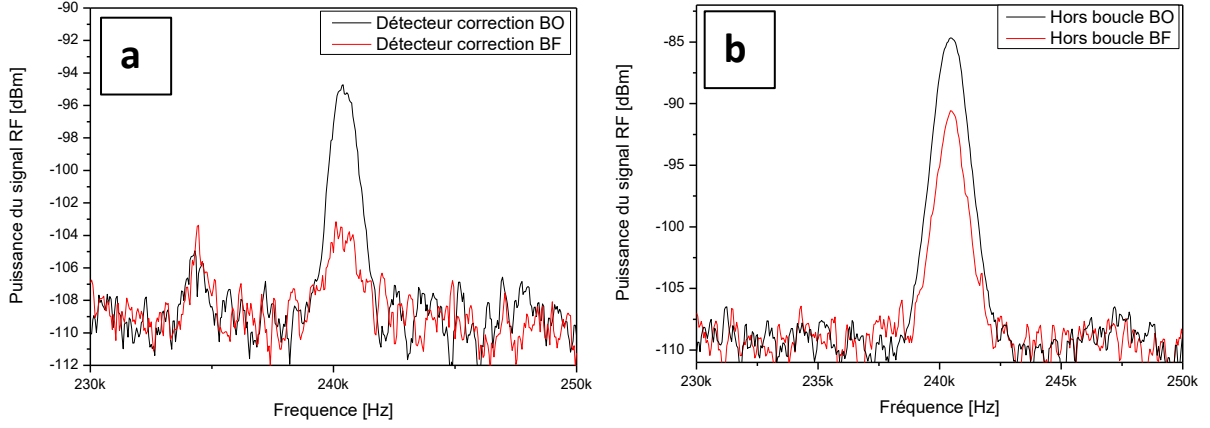 a
Détecteur correction BO
Détecteur correction BF
Puissance du signal RF [dBm]
-90
-92
-94
-96
-98
-100
-102
-104
-106
-108
-110
-112
230k
240k
250k
Frequence [Hz]
b
Hors boucle BO
Hors boucle BF
Puissance du signal RF [dBm]
-85
-90
-95
-100
-105
-110
230k
235k
240k
245k
250k
Fréquence [Hz]